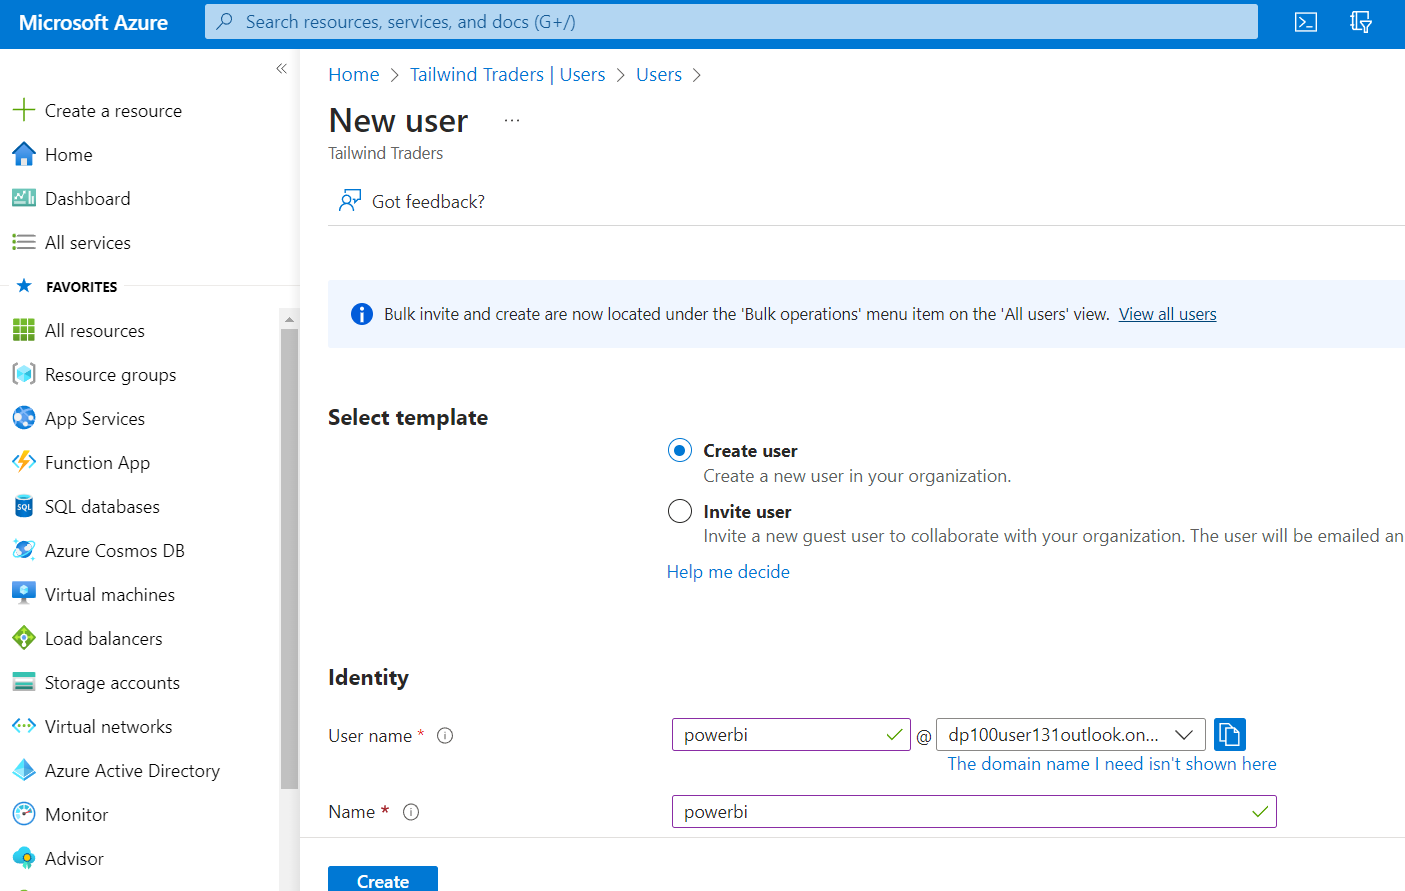 Microsoft Azure
Search resources, services, and docs (G+/)
Create a resource
Home
Dashboard
All services
FAVORITES
All resources
Resource groups
App Services
Function App
SQL databases
Azure Cosmos DB
Virtual machines
Load balancers
Storage accounts
Virtual networks
Azure Active Directory
Monitor
Advisor
Home > Tailwind Traders | Users > Users >
New user ...
Tailwind Traders
Got feedback?
Bulk invite and create are now located under the 'Bulk operations' menu item on the 'All users' view. View all users
Select template
Create user
Create a new user in your organization.
Invite user
Invite a new guest user to collaborate with your organization. The user will be emailed an
Help me decide
Identity
User name * powerbi @ dp100user131outlook.on...
The domain name I need isn't shown here
Name * powerbi
Create